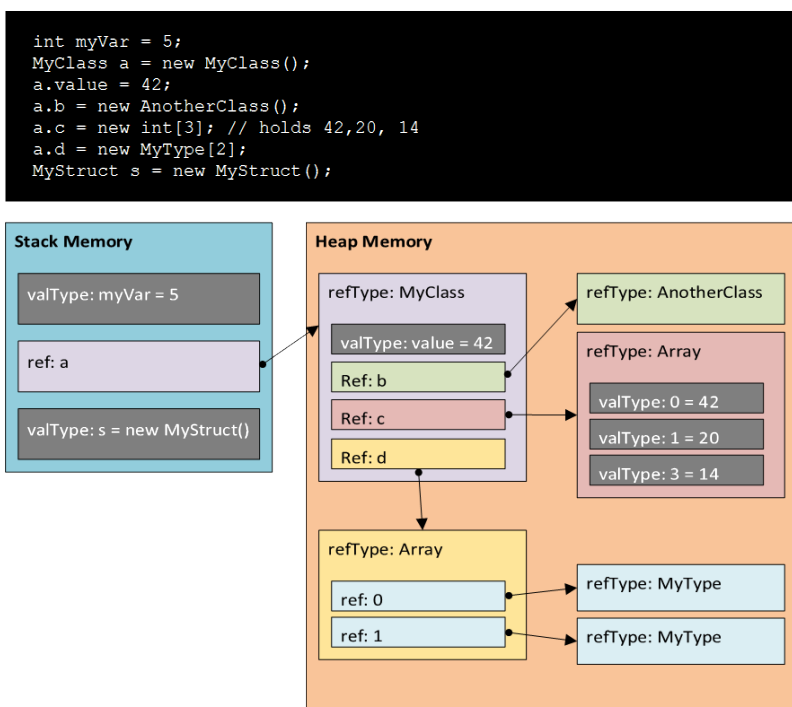 int myVar = 5;
MyClass a = new MyClass();
a.value = 42;
a.b = new AnotherClass();
a.c = new int[3]; // holds 42,20, 14
a.d = new MyType[2];
MyStruct s = new MyStruct();
Stack Memory
valType: myVar = 5
ref: a
valType: s = new MyStruct()
Heap Memory
refType: MyClass
valType: value = 42
Ref: b
Ref: c
Ref: d
refType: AnotherClass
refType: Array
valType: 0 = 42
valType: 1 = 20
valType: 3 = 14
refType: Array
ref: 0
ref: 1
refType: MyType
refType: MyType